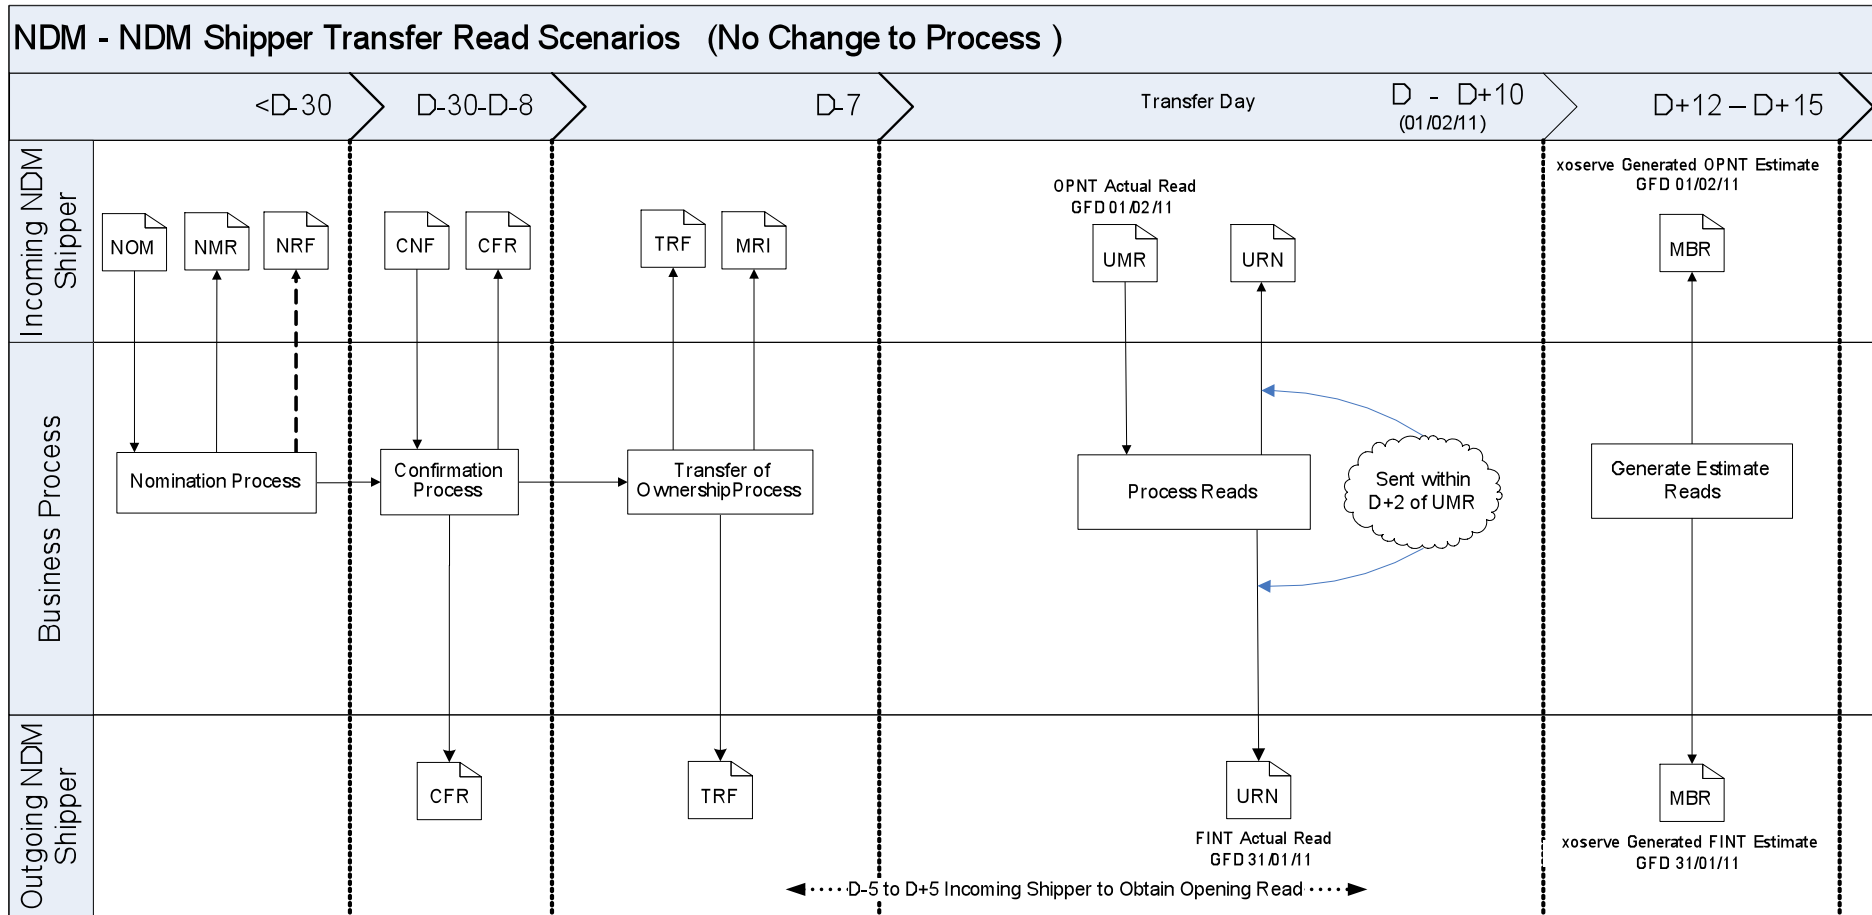 NDM - NDM Shipper Transfer Read Scenarios (No Change to Process )
<D-30
D-30-D-8
D-7
Transfer Day
D - D+10
(01/02/11)
D+12 – D+15
Incoming NDM
Shipper
NOM
NMR
NRF
CNF
CFR
TRF
MRI
OPNT Actual Read
GFD 01/02/11
UMR
URN
xoserve Generated OPNT Estimate
GFD 01/02/11
MBR
Business Process
Nomination Process
Confirmation
Process
Transfer of
Ownership Process
Process Reads
Sent within
D+2 of UMR
Generate Estimate
Reads
Outgoing NDM
Shipper
CFR
TRF
URN
FINT Actual Read
GFD 31/01/11
MBR
xoserve Generated FINT Estimate
GFD 31/01/11
D-5 to D+5 Incoming Shipper to Obtain Opening Read